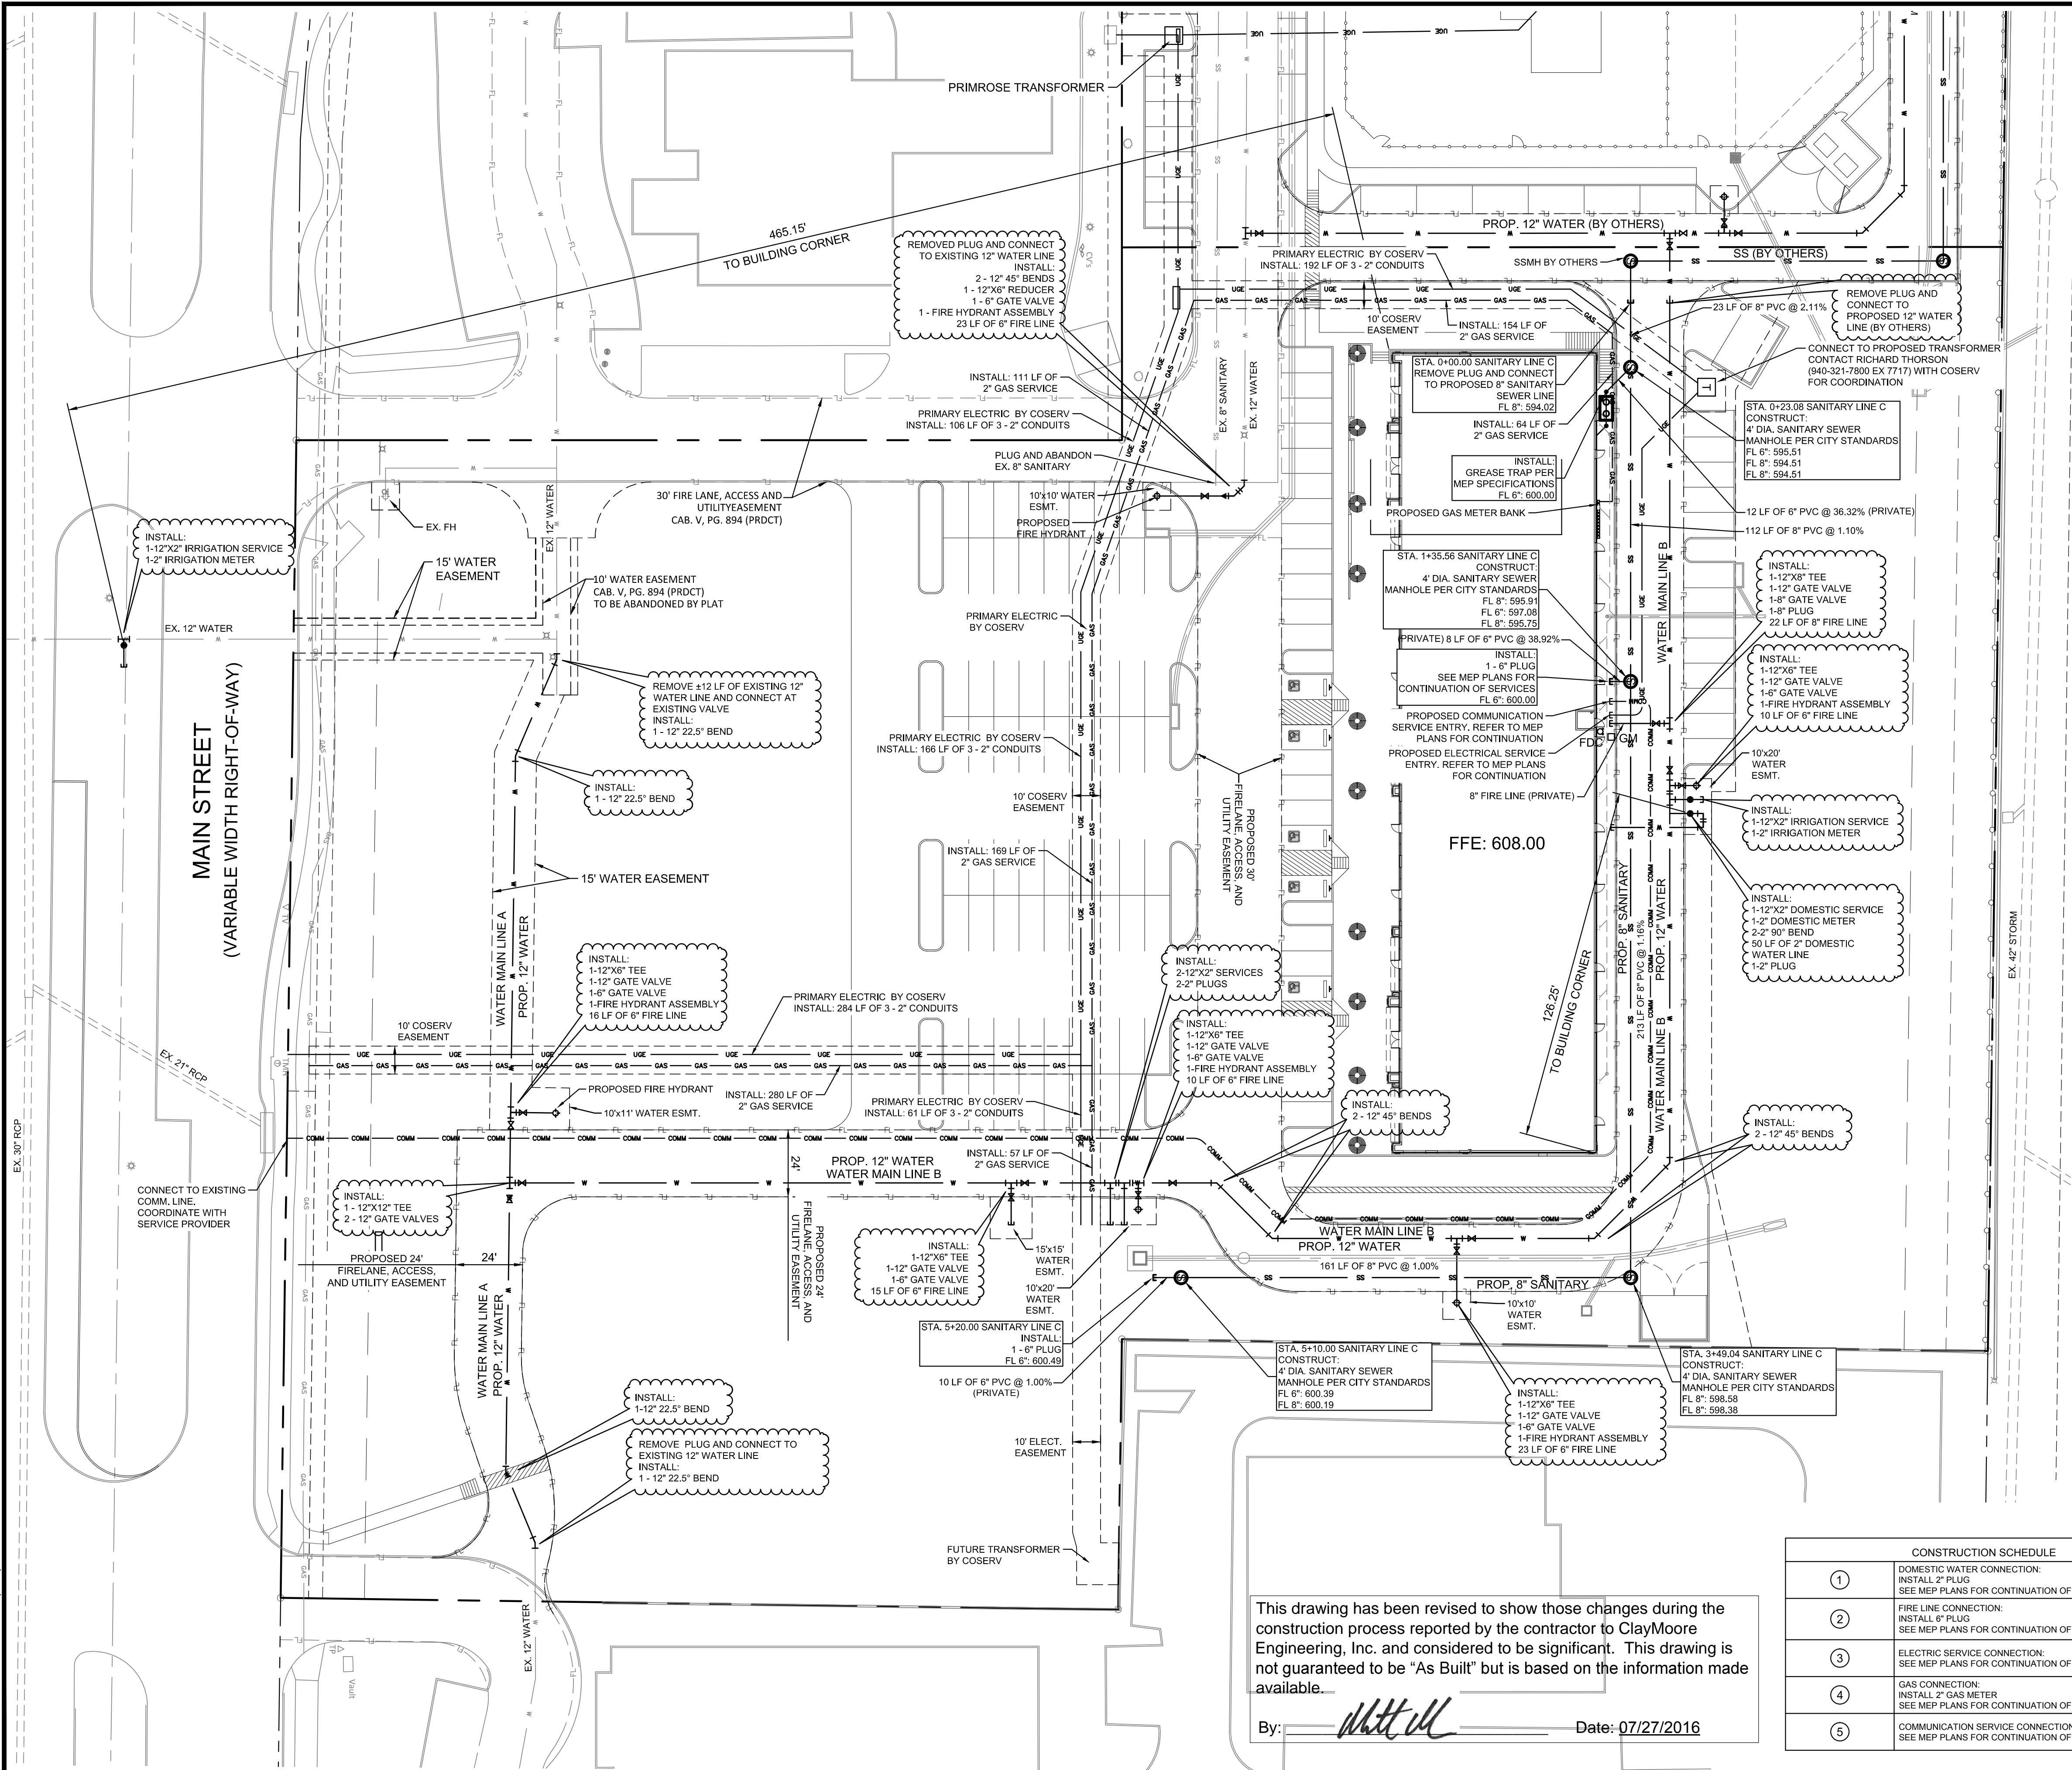 PRIMROSE TRANSFORMER
465.15'
TO BUILDING CORNER
REMOVED PLUG AND CONNECT
TO EXISTING 12" WATER LINE
INSTALL:
2 - 12" 45° BENDS
1 - 12"X6" REDUCER
1 - 6" GATE VALVE
1 - FIRE HYDRANT ASSEMBLY
23 LF OF 6" FIRE LINE
PROP. 12" WATER (BY OTHERS)
PRIMARY ELECTRIC BY COSERV
INSTALL: 192 LF OF 3 - 2" CONDUITS
SSMH BY OTHERS
SS (BY OTHERS)
REMOVE PLUG AND
CONNECT TO
PROPOSED 12" WATER
LINE (BY OTHERS)
23 LF OF 8" PVC @ 2.11%
10' COSERV
EASEMENT
INSTALL: 154 LF OF
2" GAS SERVICE
CONNECT TO PROPOSED TRANSFORMER
CONTACT RICHARD THORSON
(940-321-7800 EX 7717) WITH COSERV
FOR COORDINATION
STA. 0+00.00 SANITARY LINE C
REMOVE PLUG AND CONNECT
TO PROPOSED 8" SANITARY
SEWER LINE
FL 8": 594.02
INSTALL: 111 LF OF
2" GAS SERVICE
PRIMARY ELECTRIC BY COSERV
INSTALL: 106 LF OF 3 - 2" CONDUITS
EX. 8" SANITARY
EX. 12" WATER
INSTALL: 64 LF OF
2" GAS SERVICE
STA. 0+23.08 SANITARY LINE C
CONSTRUCT:
4' DIA. SANITARY SEWER
MANHOLE PER CITY STANDARDS
FL 6": 595.51
FL 8": 594.51
FL 8": 594.51
PLUG AND ABANDON
EX. 8" SANITARY
INSTALL:
GREASE TRAP PER
MEP SPECIFICATIONS
FL 6": 600.00
30' FIRE LANE, ACCESS AND
UTILITYEASEMENT
CAB. V, PG. 894 (PRDCT)
10'x10' WATER
ESMT.
PROPOSED
FIRE HYDRANT
EX. FH
EX. 12" WATER
PROPOSED GAS METER BANK
12 LF OF 6" PVC @ 36.32% (PRIVATE)
112 LF OF 8" PVC @ 1.10%
INSTALL:
1-12"X2" IRRIGATION SERVICE
1-2" IRRIGATION METER
15' WATER
EASEMENT
10' WATER EASEMENT
CAB. V, PG. 894 (PRDCT)
TO BE ABANDONED BY PLAT
STA. 1+35.56 SANITARY LINE C
CONSTRUCT:
4' DIA. SANITARY SEWER
MANHOLE PER CITY STANDARDS
FL 8": 595.91
FL 6": 597.08
FL 8": 595.75
WATER MAIN LINE B
INSTALL:
1-12"X8" TEE
1-12" GATE VALVE
1-8" GATE VALVE
1-8" PLUG
22 LF OF 8" FIRE LINE
EX. 12" WATER
PRIMARY ELECTRIC
BY COSERV
(PRIVATE) 8 LF OF 6" PVC @ 38.92%
INSTALL:
1 - 6" PLUG
SEE MEP PLANS FOR
CONTINUATION OF SERVICES
FL 6": 600.00
INSTALL:
1-12"X6" TEE
1-12" GATE VALVE
1-6" GATE VALVE
1-FIRE HYDRANT ASSEMBLY
10 LF OF 6" FIRE LINE
MAIN STREET
(VARIABLE WIDTH RIGHT-OF-WAY)
REMOVE ±12 LF OF EXISTING 12"
WATER LINE AND CONNECT AT
EXISTING VALVE
INSTALL:
1 - 12" 22.5° BEND
PROPOSED COMMUNICATION
SERVICE ENTRY. REFER TO MEP
PLANS FOR CONTINUATION
PROPOSED ELECTRICAL SERVICE
ENTRY. REFER TO MEP PLANS
FOR CONTINUATION
FDC
GM
PRIMARY ELECTRIC BY COSERV
INSTALL: 166 LF OF 3 - 2" CONDUITS
10'x20'
WATER
ESMT.
INSTALL:
1 - 12" 22.5° BEND
10' COSERV
EASEMENT
8" FIRE LINE (PRIVATE)
INSTALL:
1-12"X2" IRRIGATION SERVICE
1-2" IRRIGATION METER
PROPOSED 30'
FIRELANE, ACCESS, AND
UTILITY EASEMENT
FFE: 608.00
INSTALL: 169 LF OF
2" GAS SERVICE
15' WATER EASEMENT
INSTALL:
1-12"X2" DOMESTIC SERVICE
1-2" DOMESTIC METER
2-2" 90° BEND
50 LF OF 2" DOMESTIC
WATER LINE
1-2" PLUG
EX. 42" STORM
WATER MAIN LINE A
PROP. 12" WATER
PROP. 8" SANITARY
213 LF OF 8" PVC @ 1.16%
PROP. 12" WATER
WATER MAIN LINE B
126.25'
TO BUILDING CORNER
INSTALL:
1-12"X6" TEE
1-12" GATE VALVE
1-6" GATE VALVE
1-FIRE HYDRANT ASSEMBLY
16 LF OF 6" FIRE LINE
INSTALL:
2-12"X2" SERVICES
2-2" PLUGS
PRIMARY ELECTRIC BY COSERV
INSTALL: 284 LF OF 3 - 2" CONDUITS
INSTALL:
1-12"X6" TEE
1-12" GATE VALVE
1-6" GATE VALVE
1-FIRE HYDRANT ASSEMBLY
10 LF OF 6" FIRE LINE
10' COSERV
EASEMENT
EX. 21" RCP
EX. 30" RCP
PROPOSED FIRE HYDRANT
10'x11' WATER ESMT.
INSTALL: 280 LF OF
2" GAS SERVICE
PRIMARY ELECTRIC BY COSERV
INSTALL: 61 LF OF 3 - 2" CONDUITS
INSTALL:
2 - 12" 45° BENDS
INSTALL:
2 - 12" 45° BENDS
24'
PROP. 12" WATER
WATER MAIN LINE B
INSTALL: 57 LF OF
2" GAS SERVICE
CONNECT TO EXISTING
COMM. LINE,
COORDINATE WITH
SERVICE PROVIDER
INSTALL:
1 - 12"X12" TEE
2 - 12" GATE VALVES
PROPOSED 24'
FIRELANE, ACCESS,
AND UTILITY EASEMENT
24'
PROPOSED 24'
FIRELANE, ACCESS, AND
UTILITY EASEMENT
INSTALL:
1-12"X6" TEE
1-12" GATE VALVE
1-6" GATE VALVE
15 LF OF 6" FIRE LINE
15'x15'
WATER
ESMT.
10'x20'
WATER
ESMT.
WATER MAIN LINE B
PROP. 12" WATER
161 LF OF 8" PVC @ 1.00%
PROP. 8" SANITARY
10'x10'
WATER
ESMT.
WATER MAIN LINE A
PROP. 12" WATER
STA. 5+20.00 SANITARY LINE C
INSTALL:
1 - 6" PLUG
FL 6": 600.49
10 LF OF 6" PVC @ 1.00%
(PRIVATE)
STA. 5+10.00 SANITARY LINE C
CONSTRUCT:
4' DIA. SANITARY SEWER
MANHOLE PER CITY STANDARDS
FL 6": 600.39
FL 8": 600.19
STA. 3+49.04 SANITARY LINE C
CONSTRUCT:
4' DIA. SANITARY SEWER
MANHOLE PER CITY STANDARDS
FL 8": 598.58
FL 8": 598.38
INSTALL:
1-12" 22.5° BEND
INSTALL:
1-12"X6" TEE
1-12" GATE VALVE
1-6" GATE VALVE
1-FIRE HYDRANT ASSEMBLY
23 LF OF 6" FIRE LINE
REMOVE PLUG AND CONNECT TO
EXISTING 12" WATER LINE
INSTALL:
1 - 12" 22.5° BEND
10' ELECT.
EASEMENT
FUTURE TRANSFORMER
BY COSERV
EX. 12" WATER
TP
Vault
This drawing has been revised to show those changes during the
construction process reported by the contractor to ClayMoore
Engineering, Inc. and considered to be significant. This drawing is
not guaranteed to be “As Built” but is based on the information made
available.
By:
Date: 07/27/2016
CONSTRUCTION SCHEDULE
1
DOMESTIC WATER CONNECTION:
INSTALL 2" PLUG
SEE MEP PLANS FOR CONTINUATION OF
2
FIRE LINE CONNECTION:
INSTALL 6" PLUG
SEE MEP PLANS FOR CONTINUATION OF
3
ELECTRIC SERVICE CONNECTION:
SEE MEP PLANS FOR CONTINUATION OF
4
GAS CONNECTION:
INSTALL 2" GAS METER
SEE MEP PLANS FOR CONTINUATION OF
5
COMMUNICATION SERVICE CONNECTION
SEE MEP PLANS FOR CONTINUATION OF